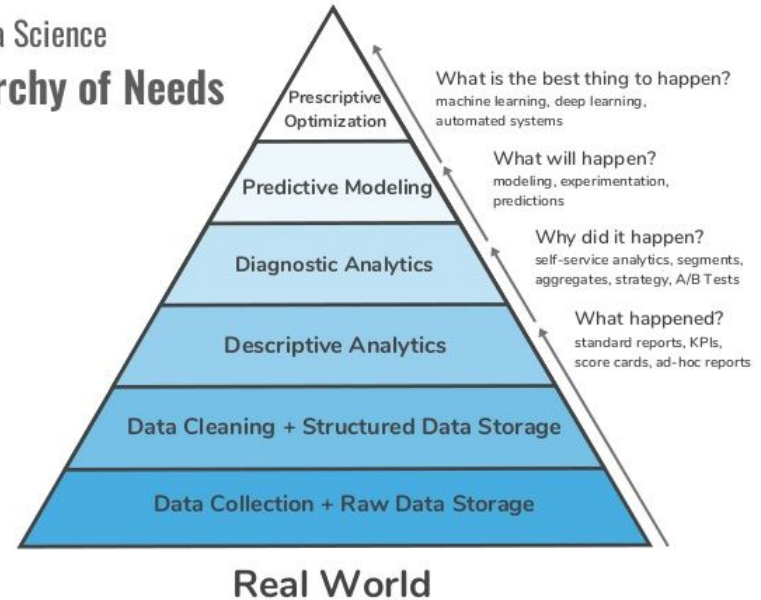 a Science
rchy of Needs
Prescriptive
Optimization
What is the best thing to happen?
machine learning, deep learning,
automated systems
Predictive Modeling
What will happen?
modeling, experimentation,
predictions
Diagnostic Analytics
Why did it happen?
self-service analytics, segments,
aggregates, strategy, A/B Tests
Descriptive Analytics
What happened?
standard reports, KPIs,
score cards, ad-hoc reports
Data Cleaning + Structured Data Storage
Data Collection + Raw Data Storage
Real World